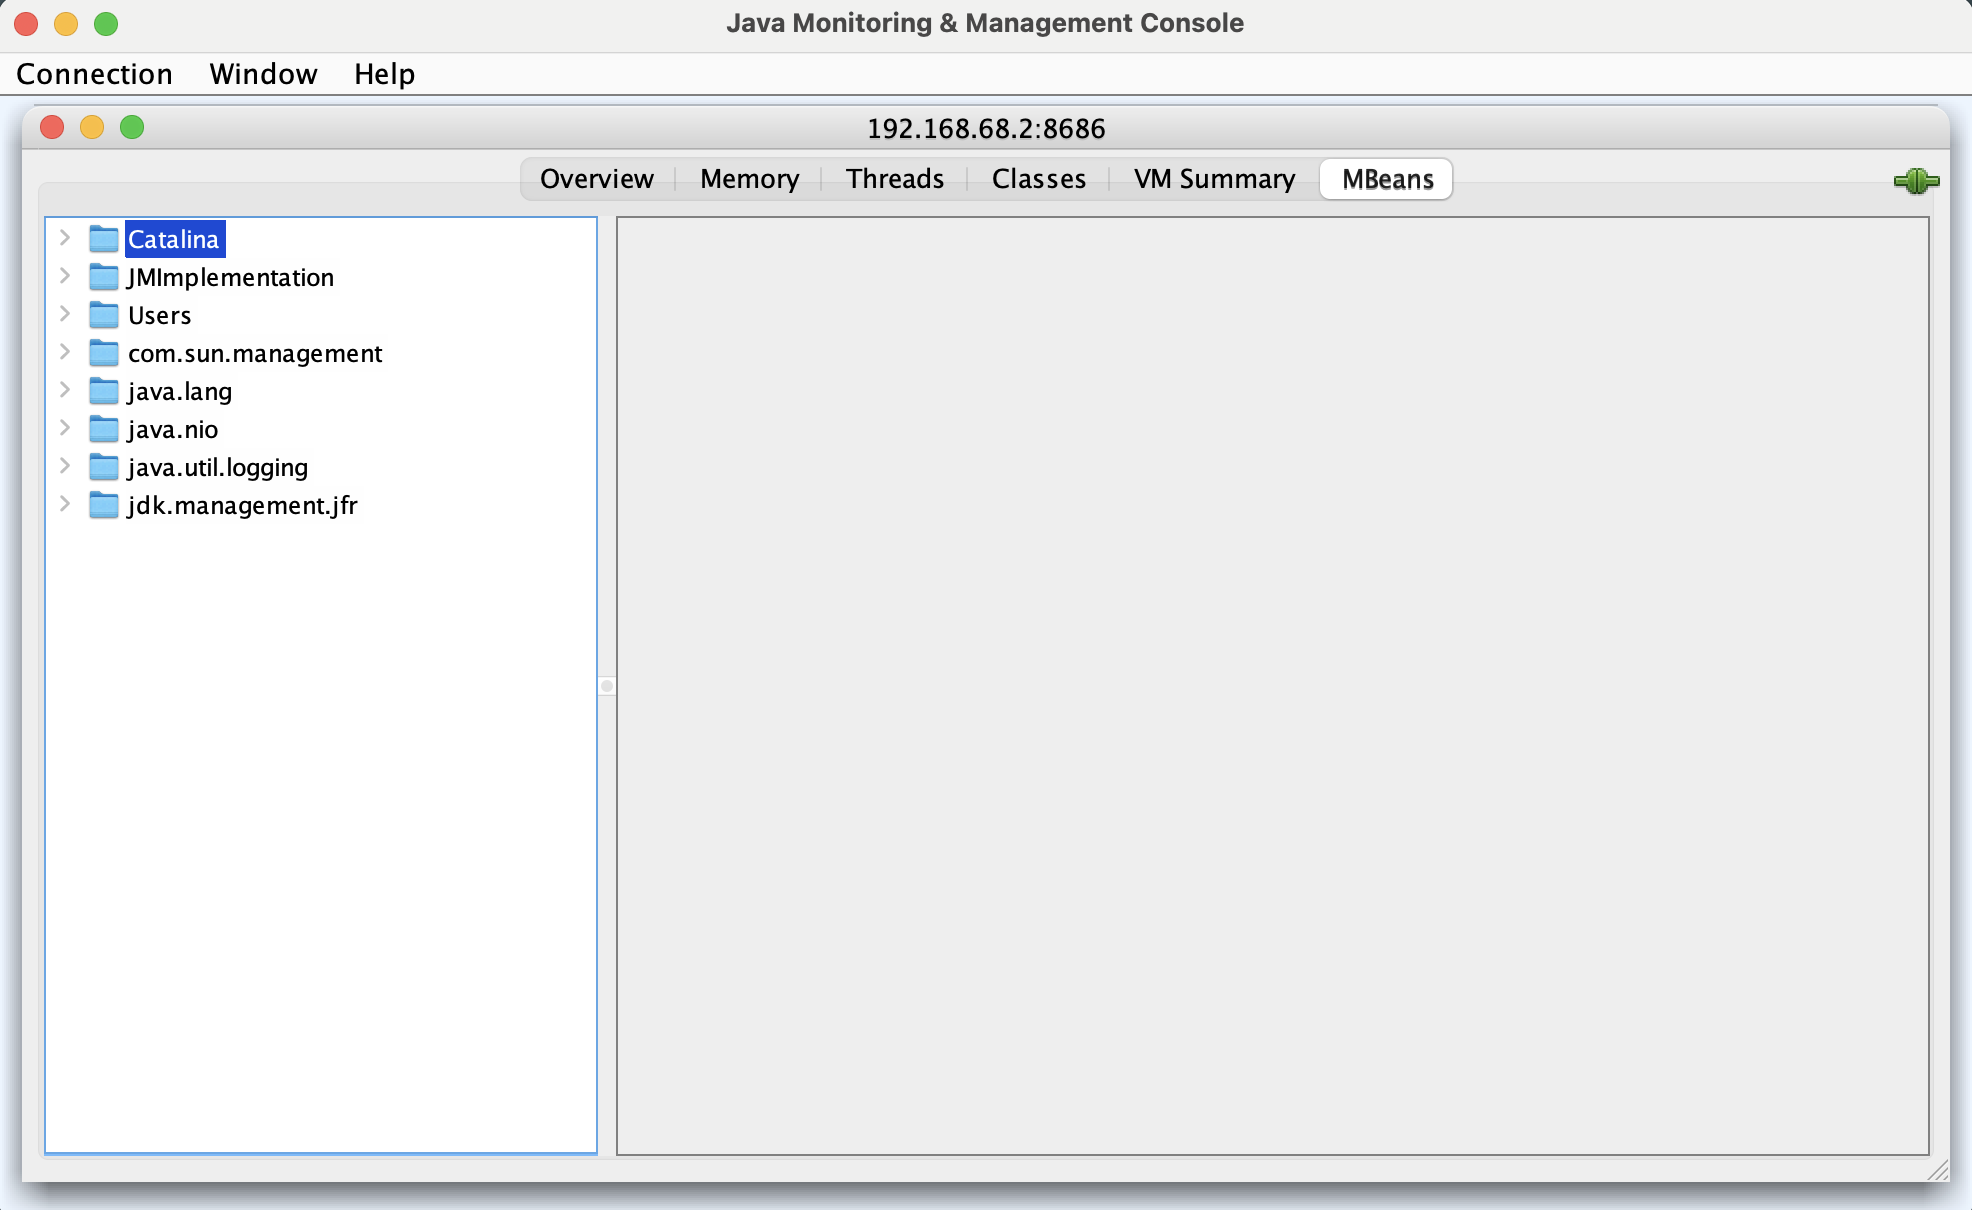 Java Monitoring & Management Console
Connection Window Help
192.168.68.2:8686
Overview Memory Threads Classes VM Summary MBeans
Catalina
JMImplementation
Users
com.sun.management
java.lang
java.nio
java.util.logging
jdk.management.jfr